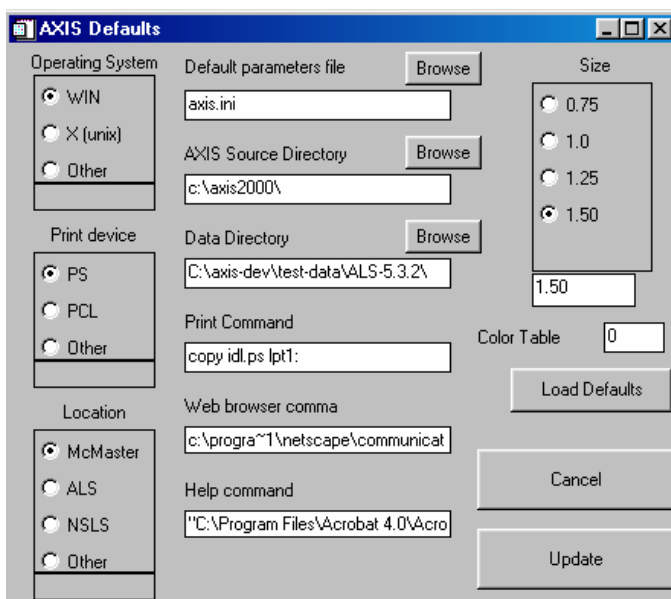 AXIS Defaults
Operating System
WIN
X (unix)
Other
Print device
PS
PCL
Other
Location
McMaster
ALS
NSLS
Other
Default parameters file
Browse
axis.ini
AXIS Source Directory
Browse
c:\axis2000\
Data Directory
Browse
C:\axis-dev\test-data\ALS-5.3.2\
Print Command
copy idl.ps lpt1:
Web browser comma
c:\progra~1\netscape\communicat
Help command
"C:\Program Files\Acrobat 4.0\Acro
Size
0.75
1.0
1.25
1.50
1.50
Color Table
0
Load Defaults
Cancel
Update